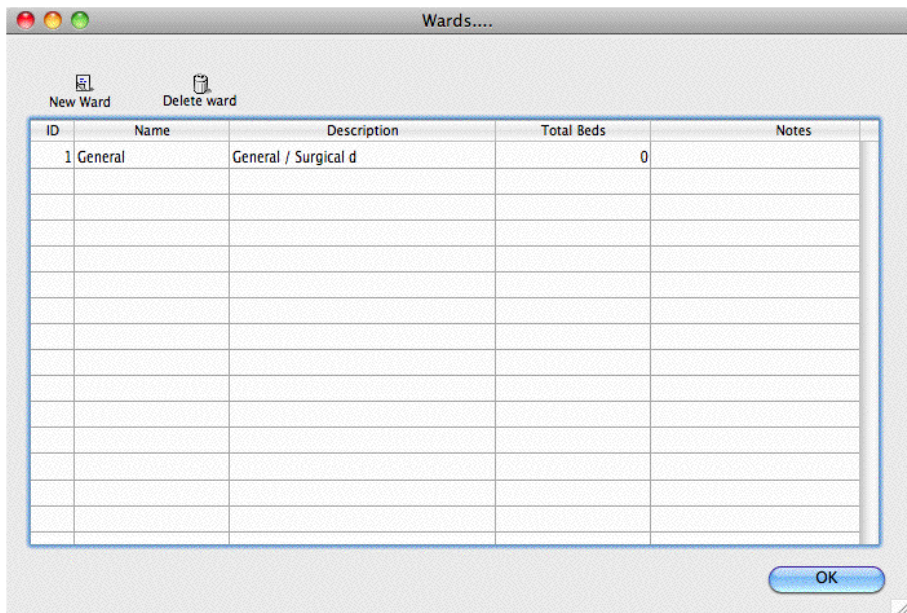 Wards....
New Ward Delete ward
ID Name Description Total Beds Notes
1 General General / Surgical d 0
OK